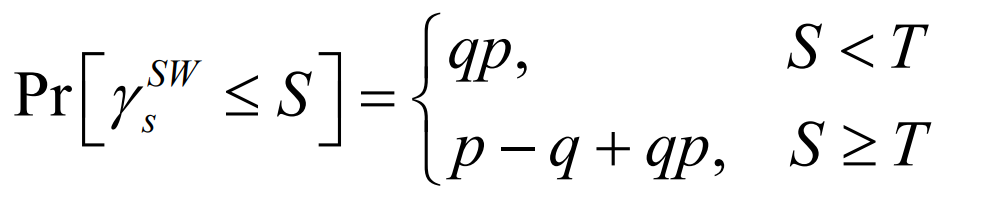 qp, S < T
Pr[γ_s^{SW} ≤ S] = {
p − q + qp, S ≥ T